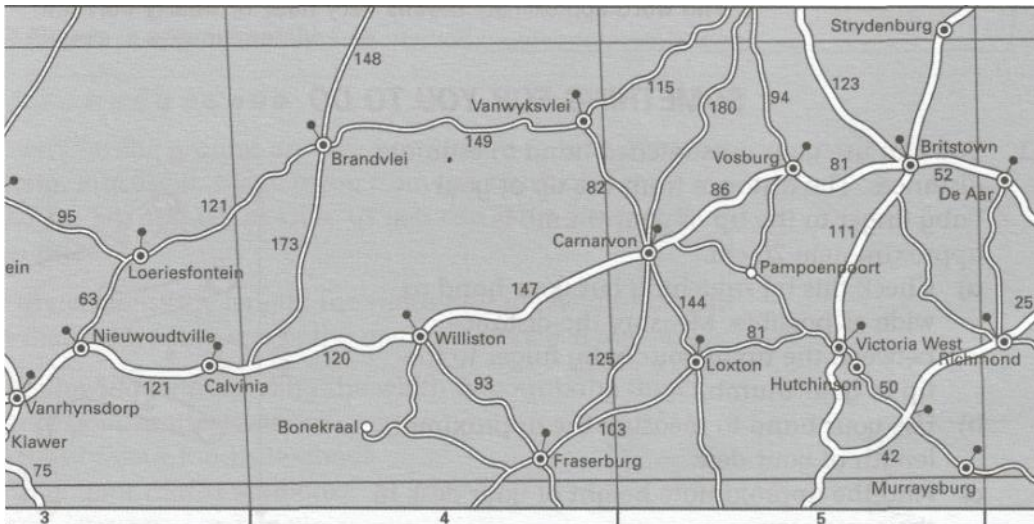 Strydenburg
148
115
123
Vanwyksvlei
180
94
149
Brandvlei
Vosburg
81
Britstown
52
De Aar
82
86
121
95
Carnarvon
111
173
Loeriesfontein
ein
Pampoenpoort
147
63
144
25
Nieuwoudtville
Williston
81
Victoria West
Richmond
120
125
Loxton
121
Calvinia
Hutchinson
93
50
Vanrhynsdorp
Bonekraal
103
Klawer
42
Fraserburg
75
Murraysburg
3
4
5